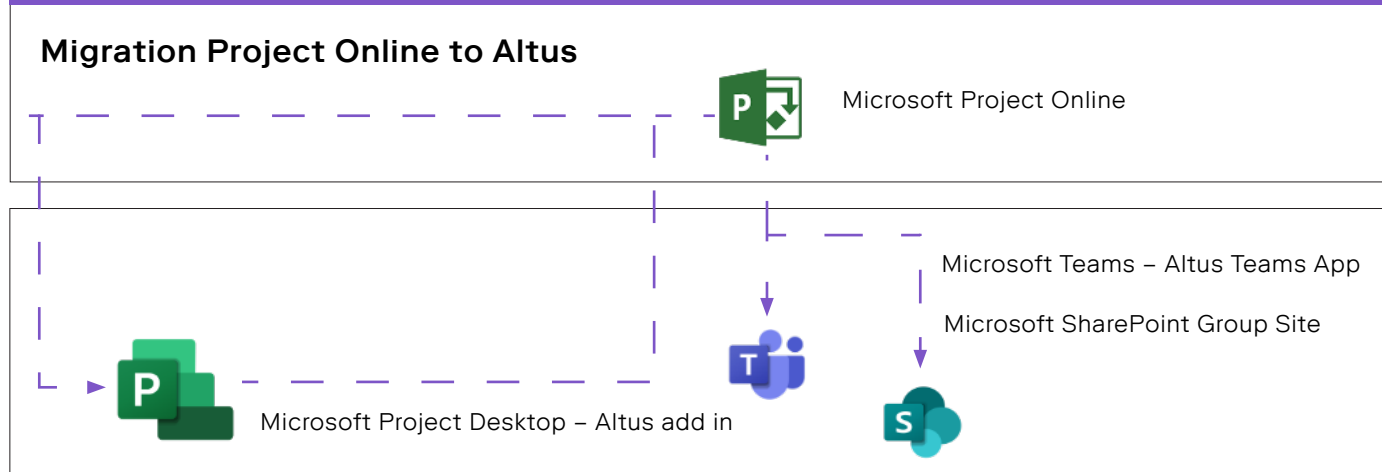 Migration Project Online to Altus
P
Microsoft Project Online
Microsoft Teams – Altus Teams App
Microsoft SharePoint Group Site
T
P
S
Microsoft Project Desktop – Altus add in